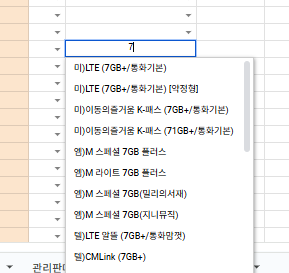 7
미)LTE (7GB+/통화기본)
미)LTE (7GB+/통화기본) [약정형]
미)이동의즐거움 K-패스 (7GB+/통화기본)
미)이동의즐거움 K-패스 (71GB+/통화기본)
엠)M 스페셜 7GB 플러스
엠)M 라이트 7GB 플러스
엠)M 스페셜 7GB(밀리의서재)
엠)M 스페셜 7GB(지니뮤직)
텔)LTE 알뜰 (7GB+/통화맘껏)
텔)CMLink (7GB+)
관리판매